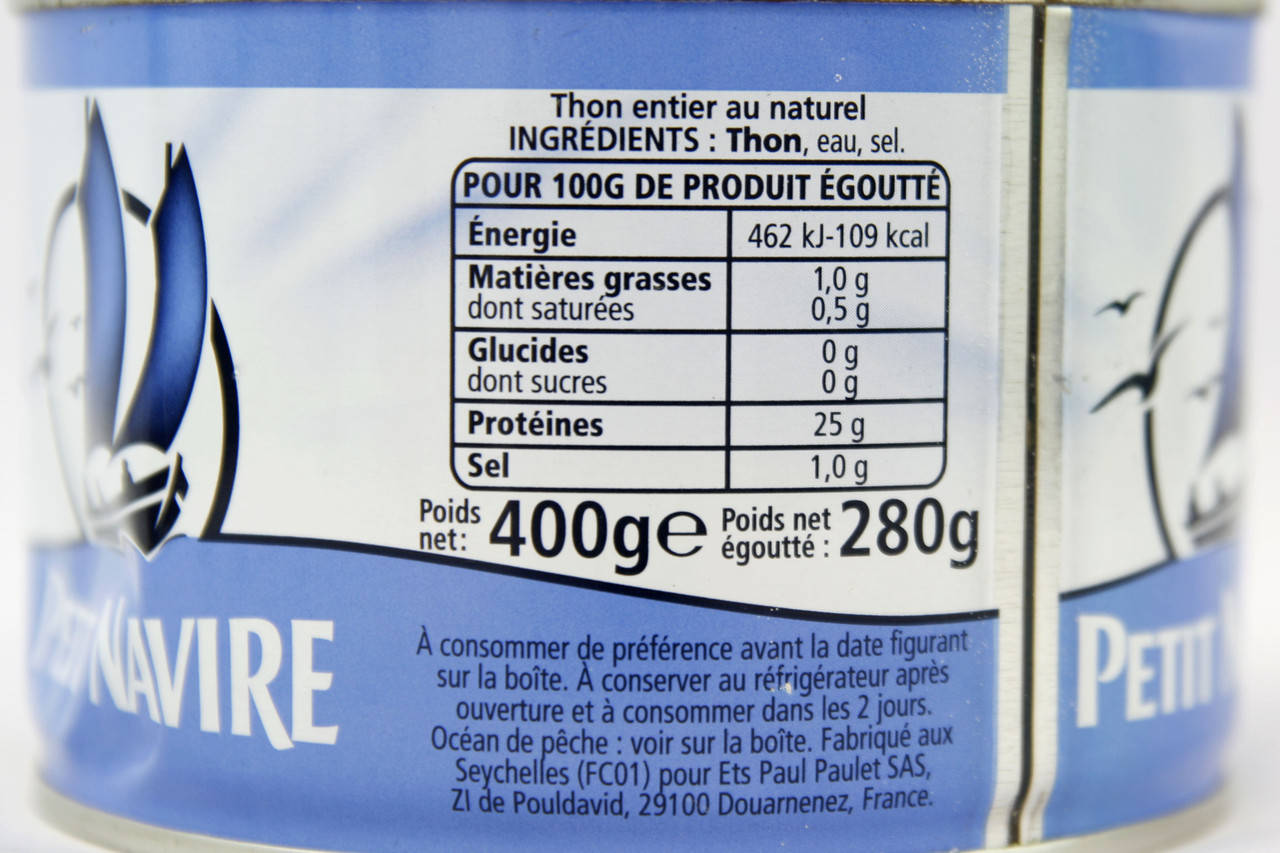 Thon entier au naturel
INGRÉDIENTS : Thon, eau, sel.
POUR 100G DE PRODUIT ÉGOUTTÉ
Énergie 462 kJ-109 kcal
Matières grasses 1,0 g
dont saturées 0,5 g
Glucides 0 g
dont sucres 0 g
Protéines 25 g
Sel 1,0 g
Poids net: 400g℮ Poids net égoutté : 280g
À consommer de préférence avant la date figurant
sur la boîte. À conserver au réfrigérateur après
ouverture et à consommer dans les 2 jours.
Océan de pêche : voir sur la boîte. Fabriqué aux
Seychelles (FC01) pour Ets Paul Paulet SAS,
ZI de Pouldavid, 29100 Douarnenez, France.
PETIT NAVIRE
PETIT